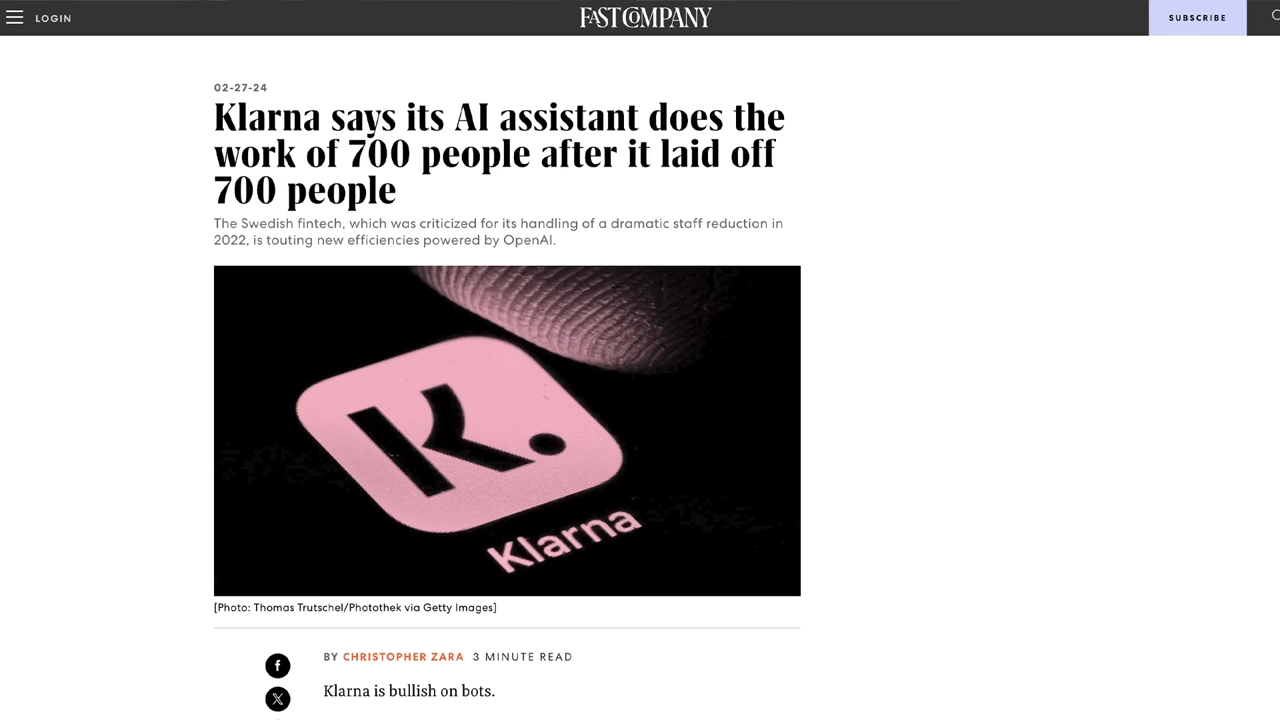 LOGIN
FAST COMPANY
SUBSCRIBE
02-27-24
Klarna says its AI assistant does the
work of 700 people after it laid off
700 people
The Swedish fintech, which was criticized for its handling of a dramatic staff reduction in
2022, is touting new efficiencies powered by OpenAI.
K.
Klarna
[Photo: Thomas Trutschel/Photothek via Getty Images]
BY CHRISTOPHER ZARA 3 MINUTE READ
Klarna is bullish on bots.